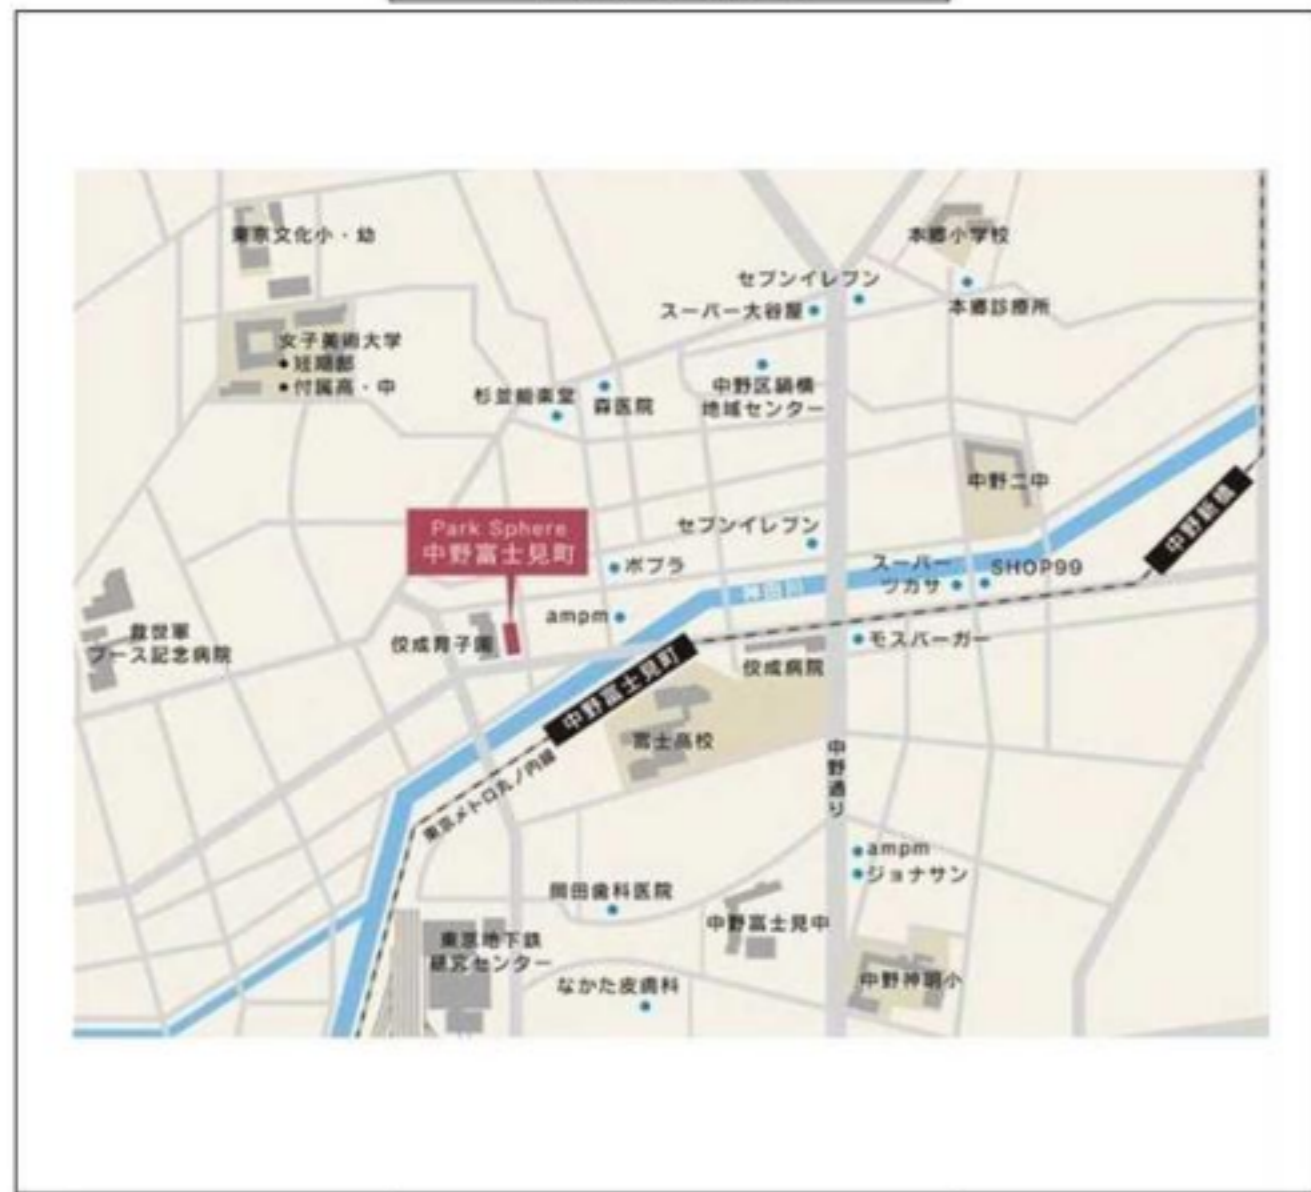 東京文化小・幼
本郷小学校
セブンイレブン
スーパー大谷屋
本郷診療所
女子美術大学
•短期部
•付属高・中
杉並能楽堂
森医院
中野区鍋横
地域センター
中野二中
中野新橋
Park Sphere
中野富士見町
セブンイレブン
ポプラ
スーパー
ツカサ
SHOP99
神田川
ampm
救世軍
ブース記念病院
佼成育子園
モスバーガー
佼成病院
中野富士見町
富士高校
中野通り
東京メトロ丸ノ内線
ampm
ジョナサン
岡田歯科医院
中野富士見中
東京地下鉄
研究センター
なかた皮膚科
中野神明小